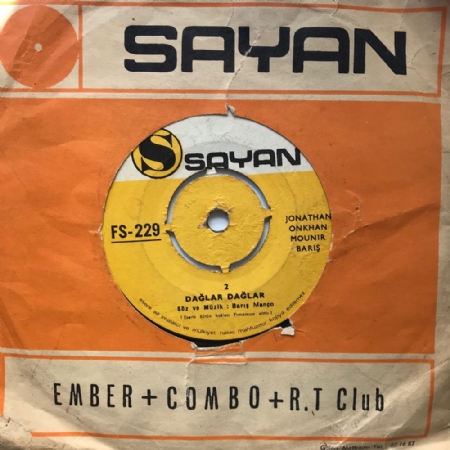 SAYAN
S SAYAN
FS-229
JONATHAN
ONKHAN
MOUNIR
BARIŞ
2
DAĞLAR DAĞLAR
Söz ve Müzik : Barış Manço
EMBER + COMBO + R.T Club